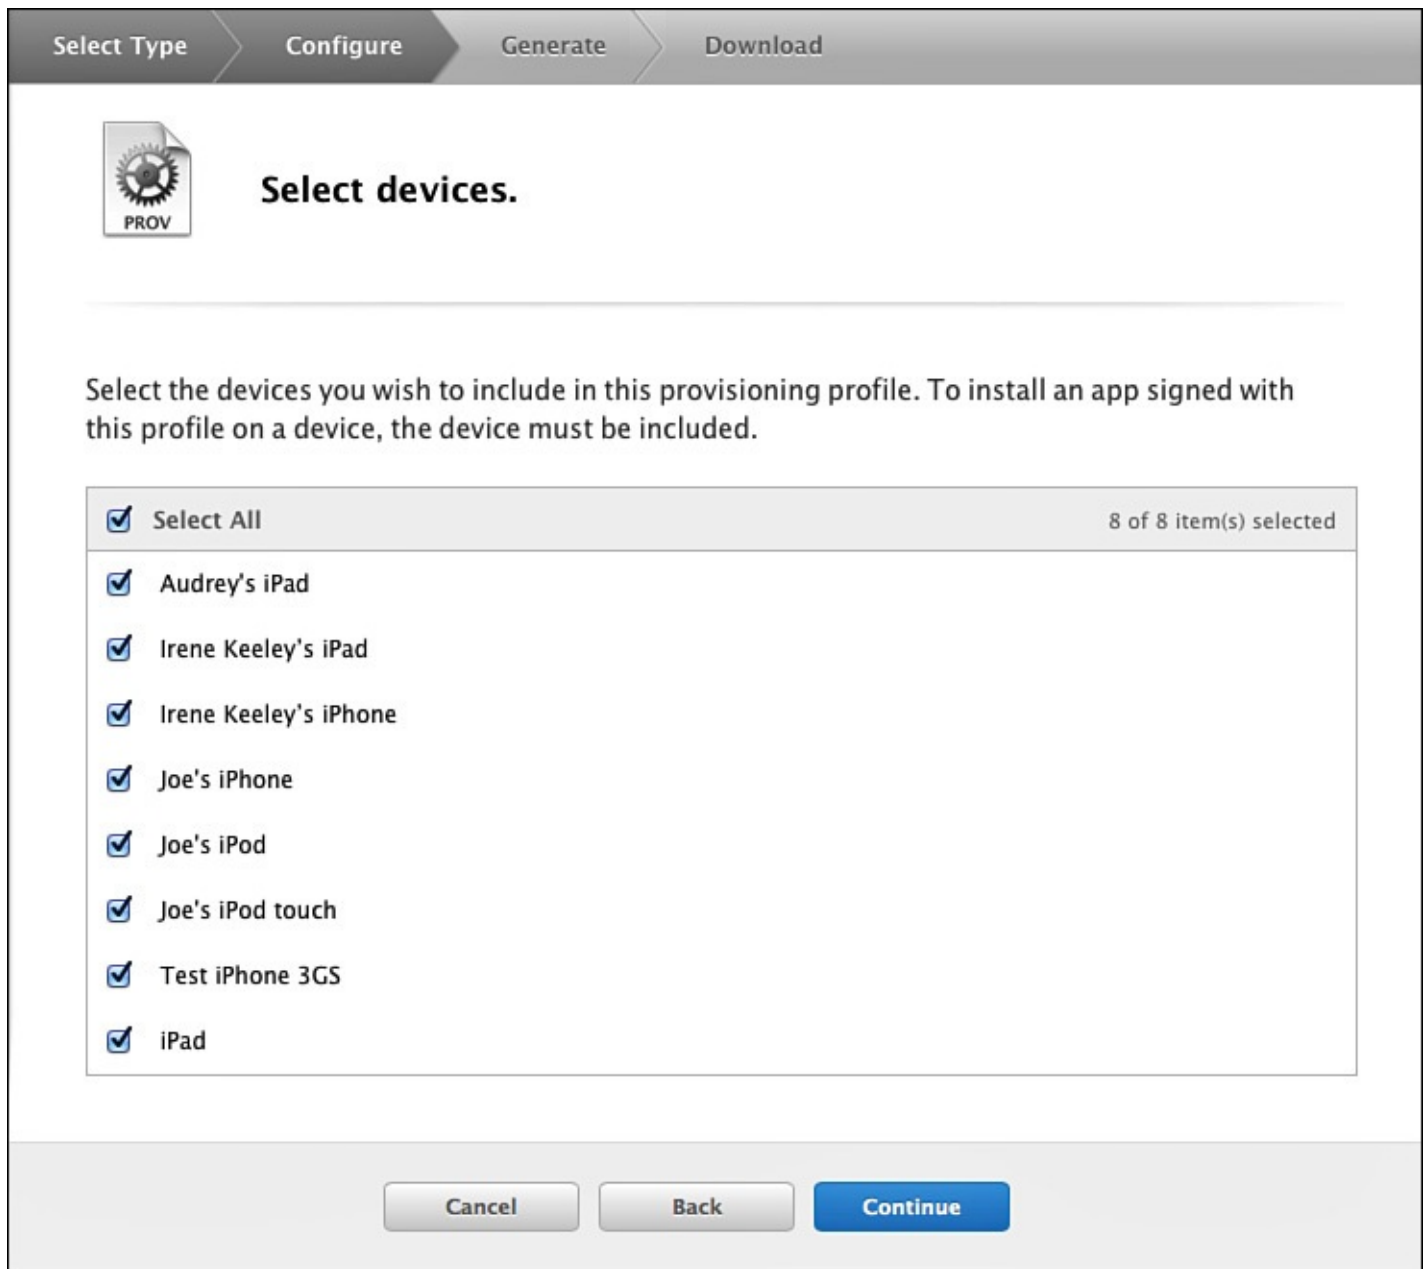 Select Type
Configure
Generate
Download
PROV
Select devices.
Select the devices you wish to include in this provisioning profile. To install an app signed with
this profile on a device, the device must be included.
Select All
8 of 8 item(s) selected
Audrey's iPad
Irene Keeley's iPad
Irene Keeley's iPhone
Joe's iPhone
Joe's iPod
Joe's iPod touch
Test iPhone 3GS
iPad
Cancel
Back
Continue